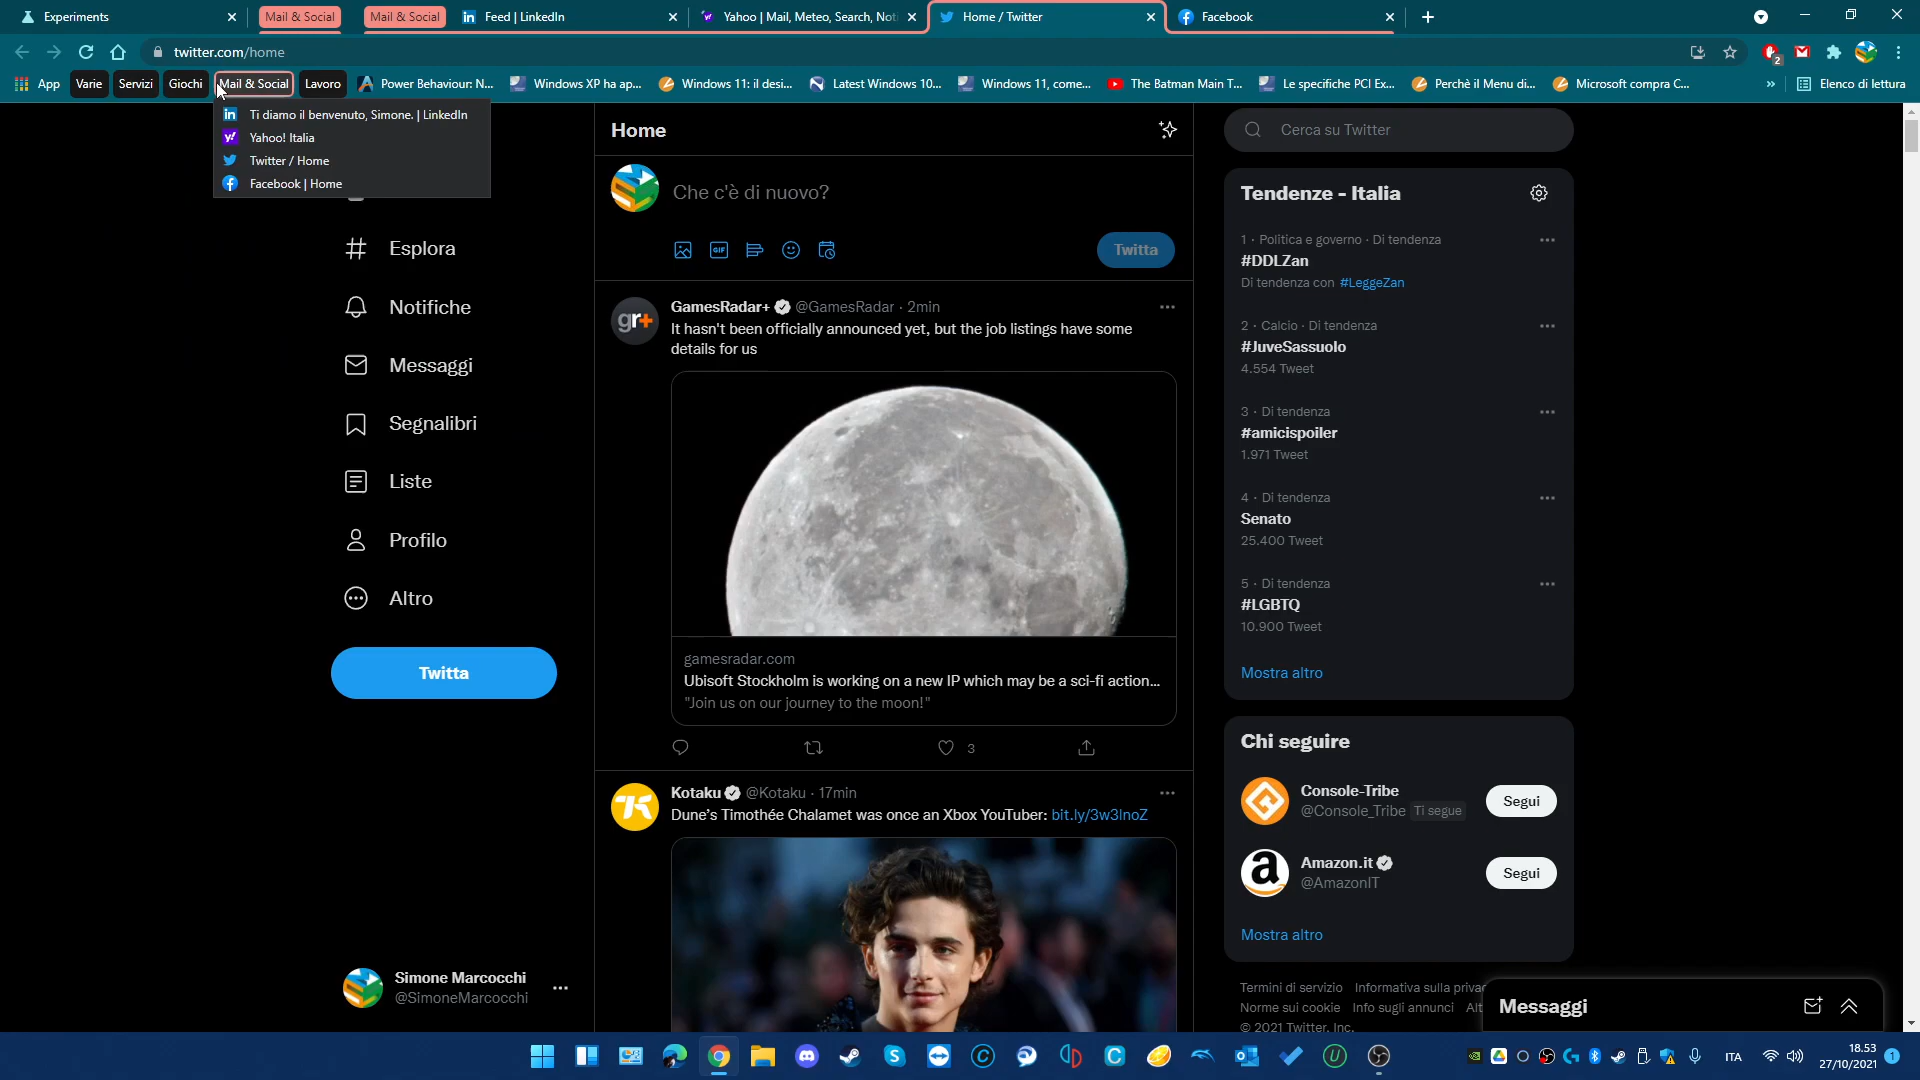 Experiments
Mail & Social
Mail & Social
Feed | LinkedIn
Yahoo | Mail, Meteo, Search, Noti
Home / Twitter
Facebook
twitter.com/home
2
App
Varie
Servizi
Giochi
Mail & Social
Lavoro
Power Behaviour: N...
Windows XP ha ap...
Windows 11: il desi...
Latest Windows 10...
Windows 11, come...
The Batman Main T...
Le specifiche PCI Ex...
Perchè il Menu di...
Microsoft compra C...
»
Elenco di lettura
Ti diamo il benvenuto, Simone. | LinkedIn
Yahoo! Italia
Twitter / Home
Facebook | Home
Esplora
Notifiche
Messaggi
Segnalibri
Liste
Profilo
Altro
Twitta
Simone Marcocchi
@SimoneMarcocchi
Home
Che c'è di nuovo?
GIF
Twitta
gr+
GamesRadar+ @GamesRadar · 2min
It hasn't been officially announced yet, but the job listings have some
details for us
gamesradar.com
Ubisoft Stockholm is working on a new IP which may be a sci-fi action...
"Join us on our journey to the moon!"
3
Kotaku @Kotaku · 17min
Dune’s Timothée Chalamet was once an Xbox YouTuber: bit.ly/3w3lnoZ
Cerca su Twitter
Tendenze - Italia
1 · Politica e governo · Di tendenza
#DDLZan
Di tendenza con #LeggeZan
2 · Calcio · Di tendenza
#JuveSassuolo
4.554 Tweet
3 · Di tendenza
#amicispoiler
1.971 Tweet
4 · Di tendenza
Senato
25.400 Tweet
5 · Di tendenza
#LGBTQ
10.900 Tweet
Mostra altro
Chi seguire
Console-Tribe
@Console_Tribe Ti segue
Segui
Amazon.it
@AmazonIT
Segui
Mostra altro
Termini di servizio Informativa sulla priva
Norme sui cookie Info sugli annunci Alt
© 2021 Twitter, Inc.
Messaggi
ITA
18.53
27/10/2021
1